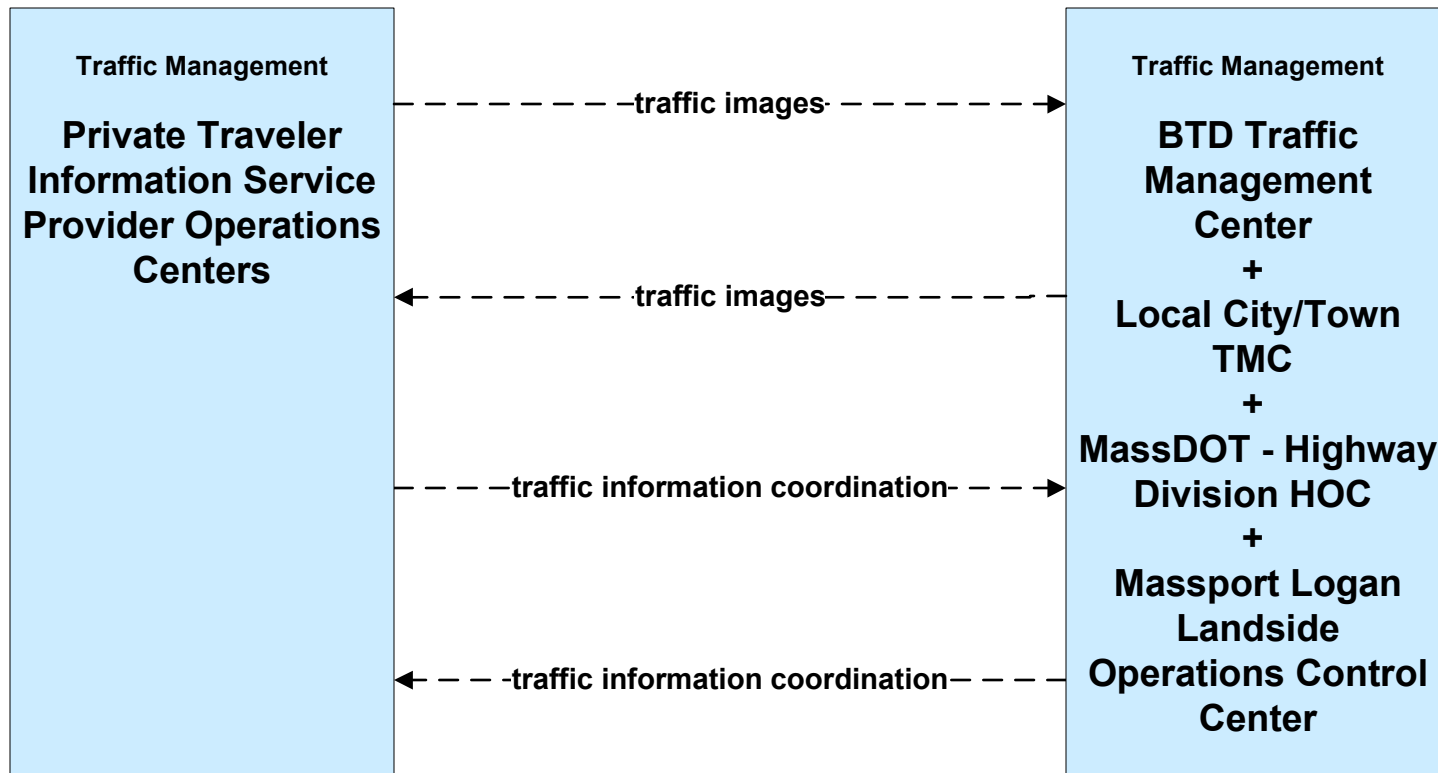 Traffic Management
Private Traveler
Information Service
Provider Operations
Centers
traffic images
traffic images
traffic information coordination
traffic information coordination
Traffic Management
BTD Traffic
Management
Center
+
Local City/Town
TMC
+
MassDOT - Highway
Division HOC
+
Massport Logan
Landside
Operations Control
Center